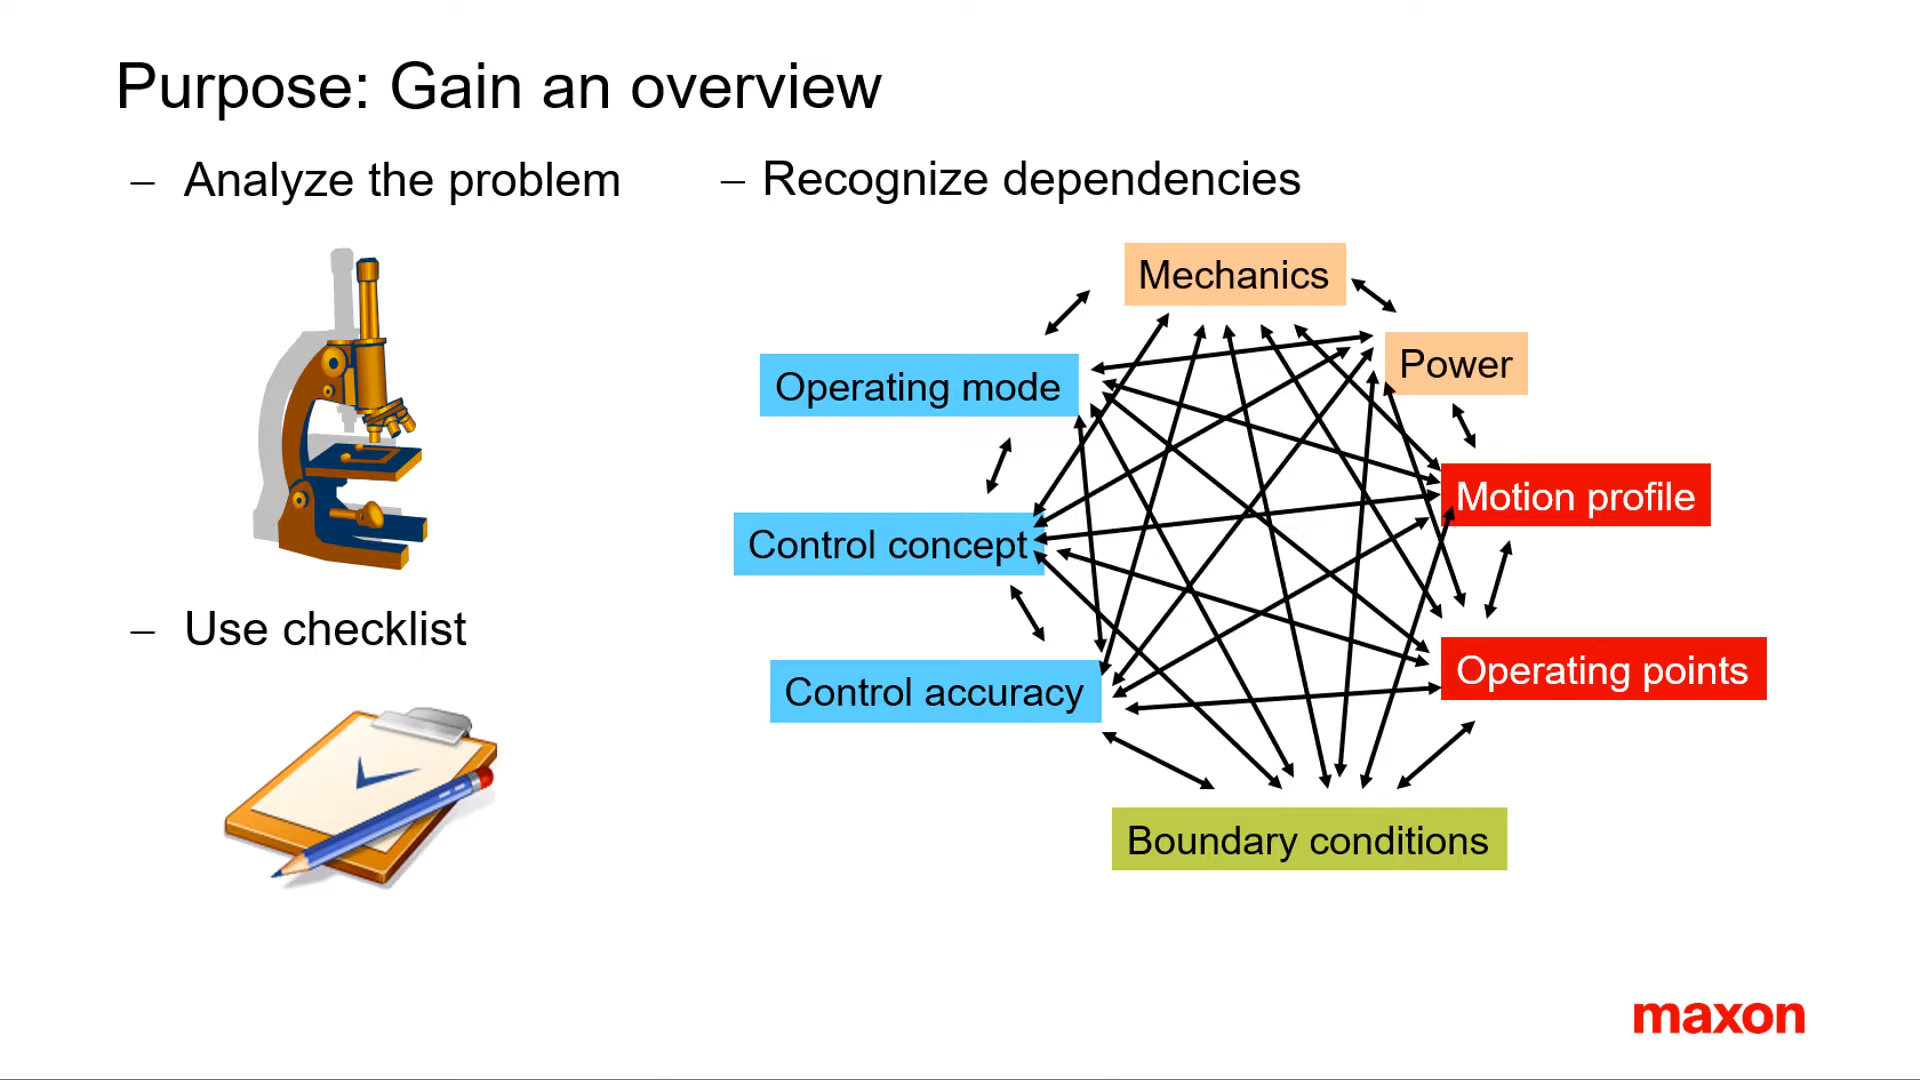 Purpose: Gain an overview
– Analyze the problem
– Use checklist
– Recognize dependencies
Mechanics
Power
Operating mode
Motion profile
Control concept
Operating points
Control accuracy
Boundary conditions
maxon